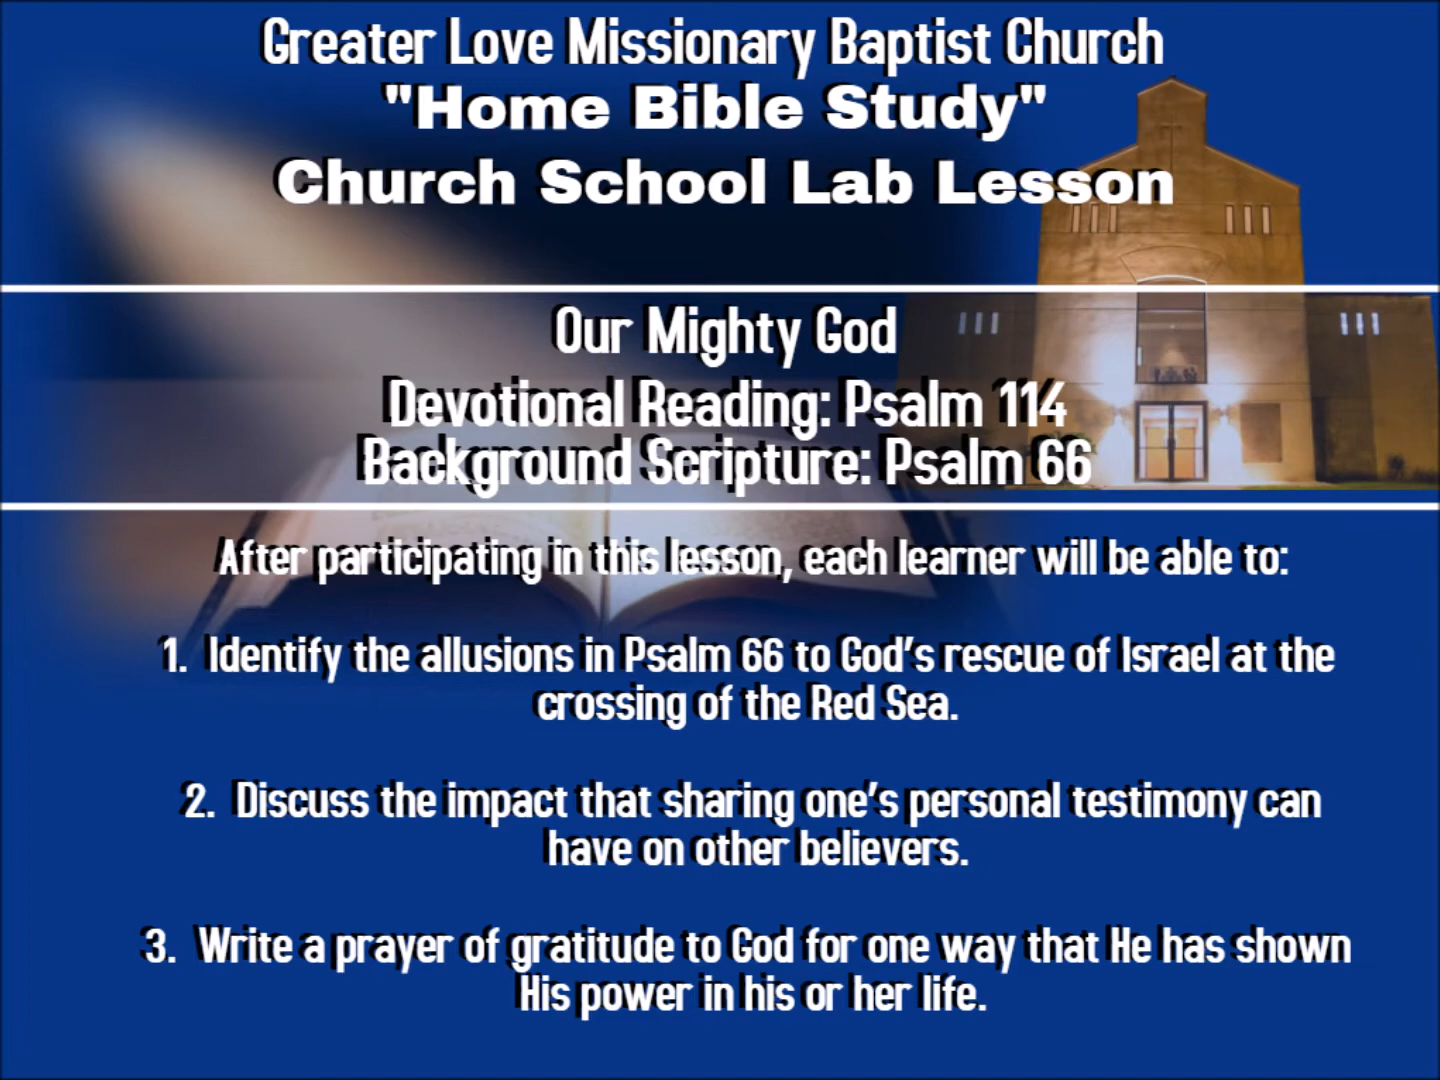 Greater Love Missionary Baptist Church
"Home Bible Study"
Church School Lab Lesson
Our Mighty God
Devotional Reading: Psalm 114
Background Scripture: Psalm 66
After participating in this lesson, each learner will be able to:
1. Identify the allusions in Psalm 66 to God's rescue of Israel at the
crossing of the Red Sea.
2. Discuss the impact that sharing one's personal testimony can
have on other believers.
3. Write a prayer of gratitude to God for one way that He has shown
His power in his or her life.